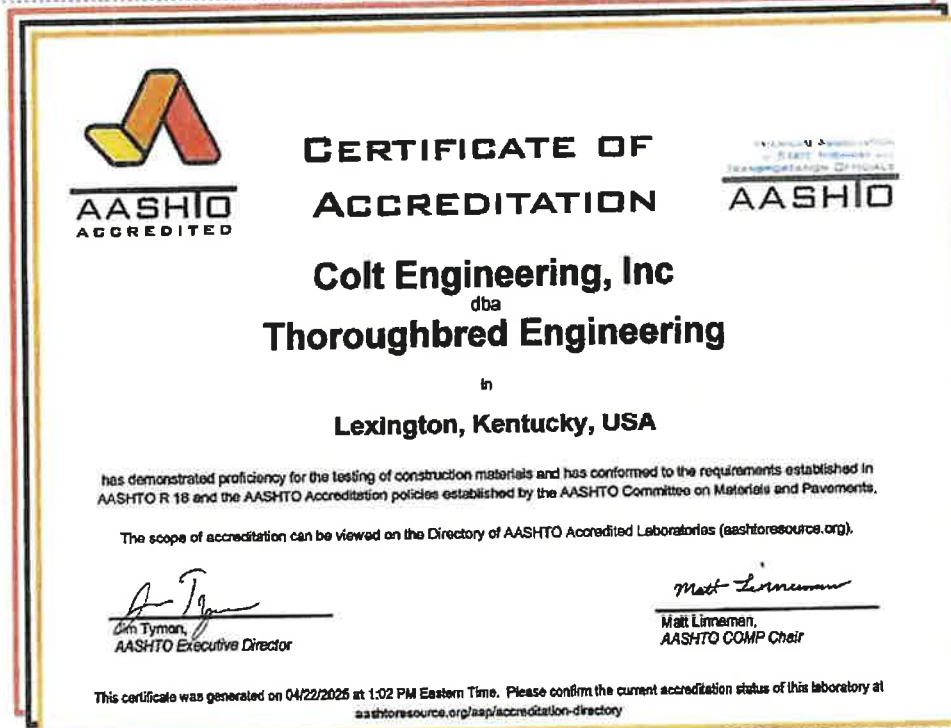 AASHTO
ACCREDITED
CERTIFICATE OF
ACCREDITATION
STATE HIGHWAY AND
TRANSPORTATION OFFICIALS
AASHTO
Colt Engineering, Inc
dba
Thoroughbred Engineering
in
Lexington, Kentucky, USA
has demonstrated proficiency for the testing of construction materials and has conformed to the requirements established in
AASHTO R 18 and the AASHTO Accreditation policies established by the AASHTO Committee on Materials and Pavements.
The scope of accreditation can be viewed on the Directory of AASHTO Accredited Laboratories (aashtoresource.org).
Jim Tymon,
AASHTO Executive Director
Matt Linneman
Matt Linneman,
AASHTO COMP Chair
This certificate was generated on 04/22/2025 at 1:02 PM Eastern Time. Please confirm the current accreditation status of this laboratory at
aashtoresource.org/aap/accreditation-directory